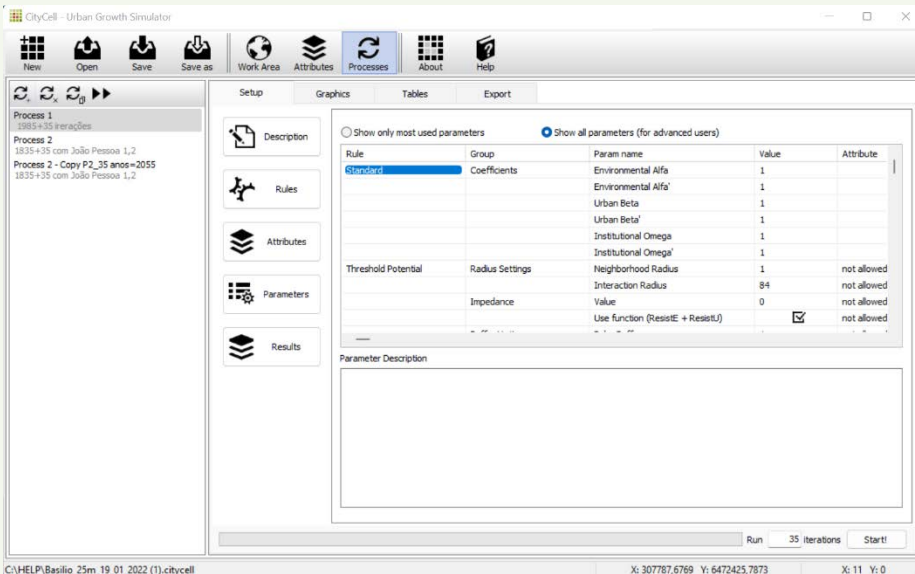 CityCell - Urban Growth Simulator
New Open Save Save as Work Area Attributes Processes About Help
Setup Graphics Tables Export
Process 1
1985+35 irerações
Process 2
1835+35 com João Pessoa 1,2
Process 2 - Copy P2_35 anos=2055
1835+35 com João Pessoa 1,2
Description
Rules
Attributes
Parameters
Results
Show only most used parameters Show all parameters (for advanced users)
Rule Group Param name Value Attribute
Standard Coefficients Environmental Alfa 1
Environmental Alfa' 1
Urban Beta 1
Urban Beta' 1
Institutional Omega 1
Institutional Omega' 1
Threshold Potential Radius Settings Neighborhood Radius 1 not allowed
Interaction Radius 84 not allowed
Impedance Value 0 not allowed
Use function (ResistE + ResistU) not allowed
Parameter Description
Run 35 iterations Start!
C:\HELP\Basilio_25m_19_01_2022 (1).citycell X: 307787,6769 Y: 6472425,7873 X: 11 Y: 0